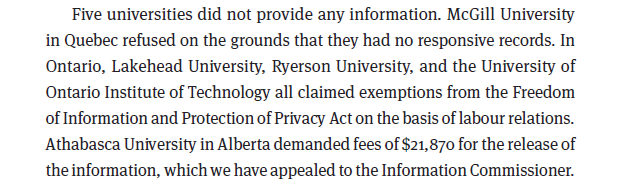 Five universities did not provide any information. McGill University
in Quebec refused on the grounds that they had no responsive records. In
Ontario, Lakehead University, Ryerson University, and the University of
Ontario Institute of Technology all claimed exemptions from the Freedom
of Information and Protection of Privacy Act on the basis of labour relations.
Athabasca University in Alberta demanded fees of $21,870 for the release of
the information, which we have appealed to the Information Commissioner.